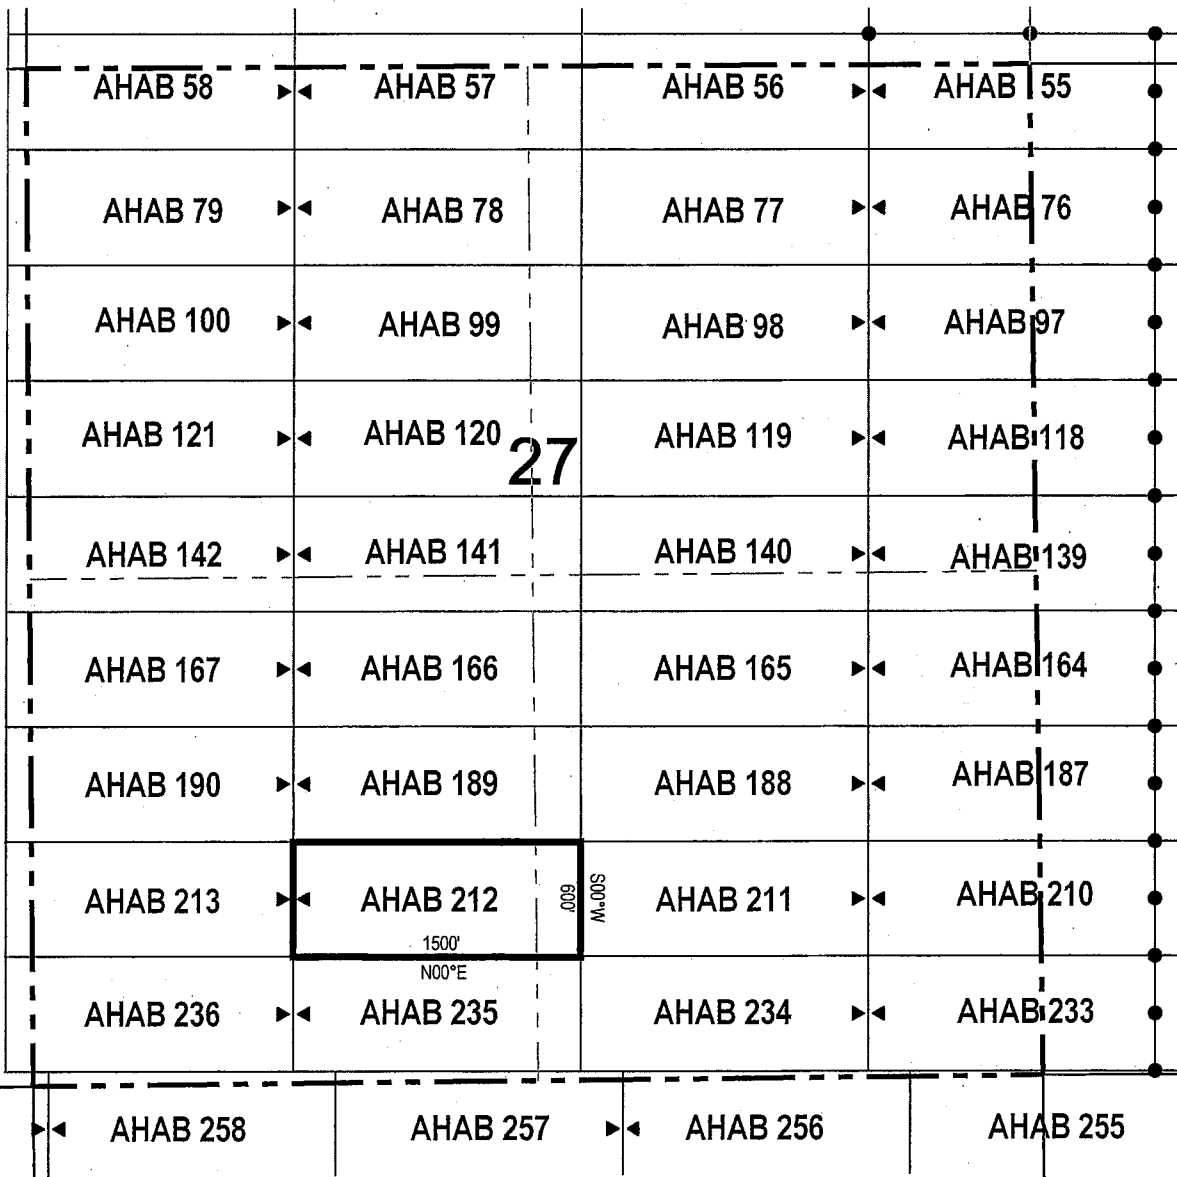 AHAB 58 AHAB 57 AHAB 56 AHAB 55
AHAB 79 AHAB 78 AHAB 77 AHAB 76
AHAB 100 AHAB 99 AHAB 98 AHAB 97
AHAB 121 AHAB 120 AHAB 119 AHAB 118
27
AHAB 142 AHAB 141 AHAB 140 AHAB 139
AHAB 167 AHAB 166 AHAB 165 AHAB 164
AHAB 190 AHAB 189 AHAB 188 AHAB 187
AHAB 213 AHAB 212 AHAB 211 AHAB 210
600'
S00°W
1500'
N00°E
AHAB 236 AHAB 235 AHAB 234 AHAB 233
AHAB 258 AHAB 257 AHAB 256 AHAB 255